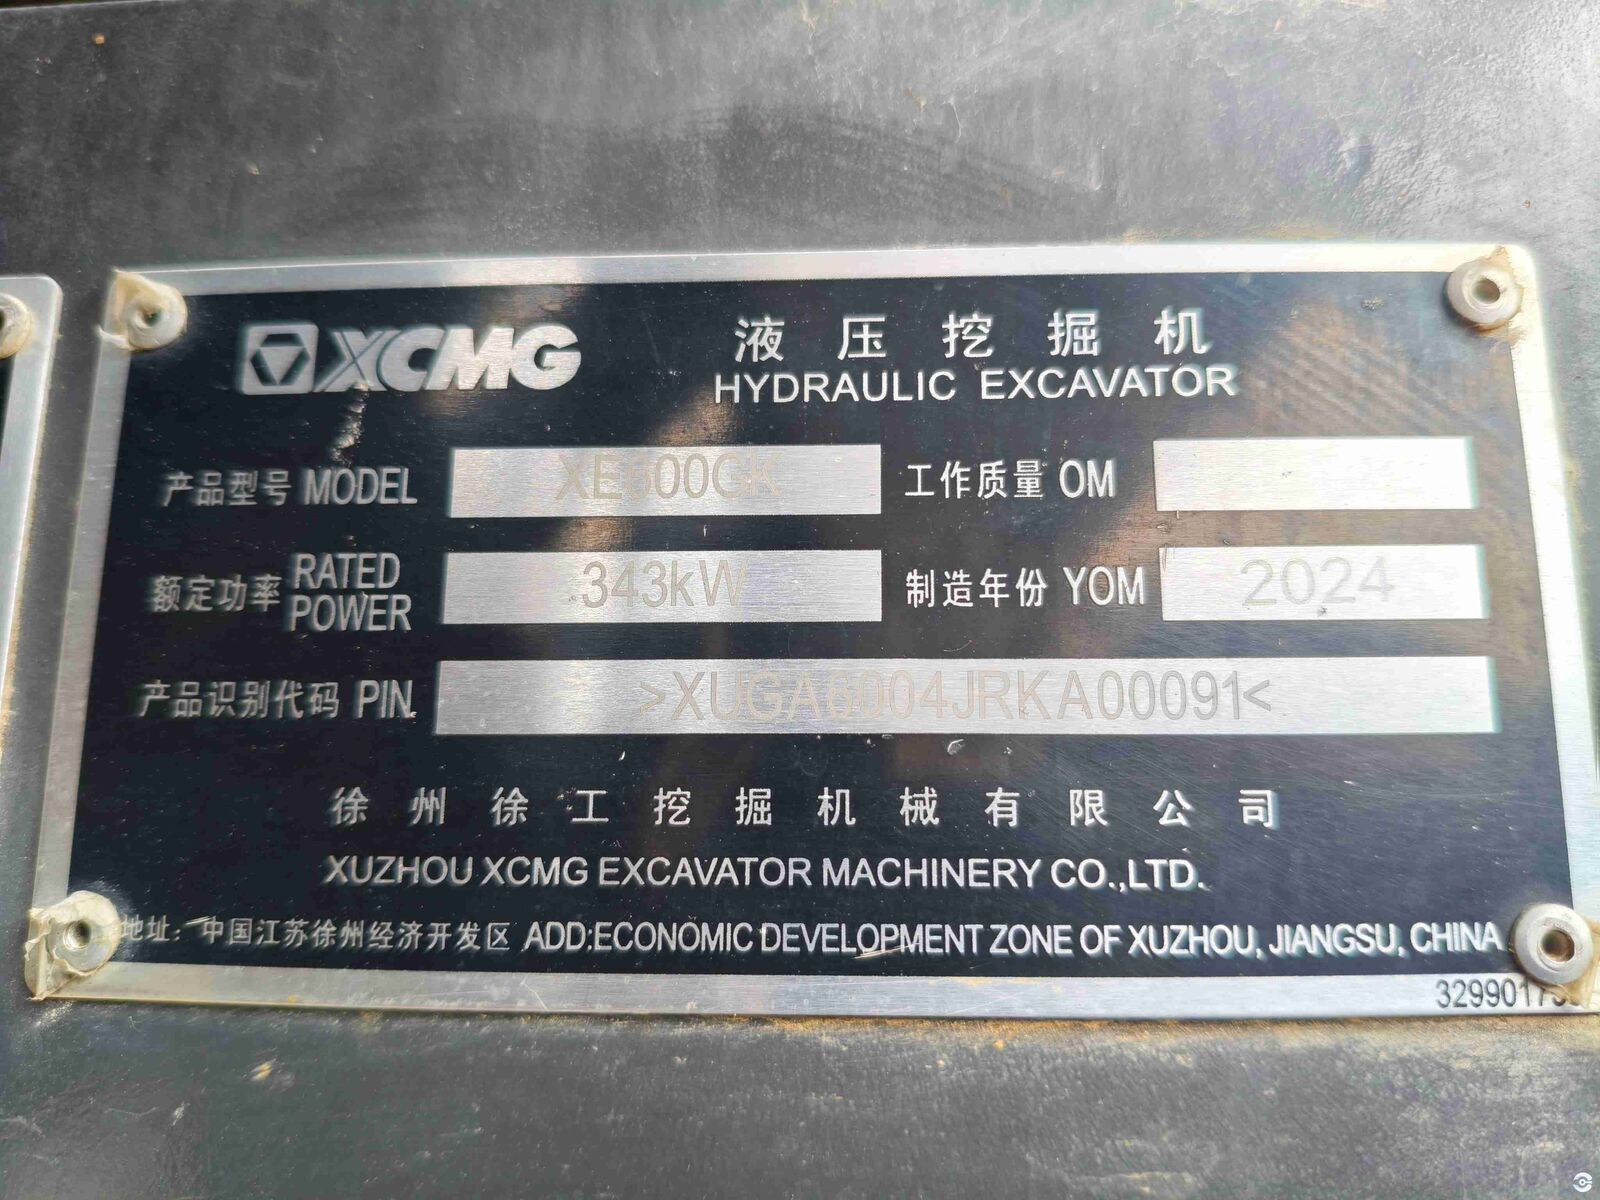 XCMG
液压挖掘机
HYDRAULIC EXCAVATOR
产品型号 MODEL XE600GK 工作质量 OM
额定功率 RATED POWER 343kW 制造年份 YOM 2024
产品识别代码 PIN >XUGA6004JRKA00091<
徐州徐工挖掘机械有限公司
XUZHOU XCMG EXCAVATOR MACHINERY CO.,LTD.
地址：中国江苏徐州经济开发区 ADD:ECONOMIC DEVELOPMENT ZONE OF XUZHOU, JIANGSU, CHINA